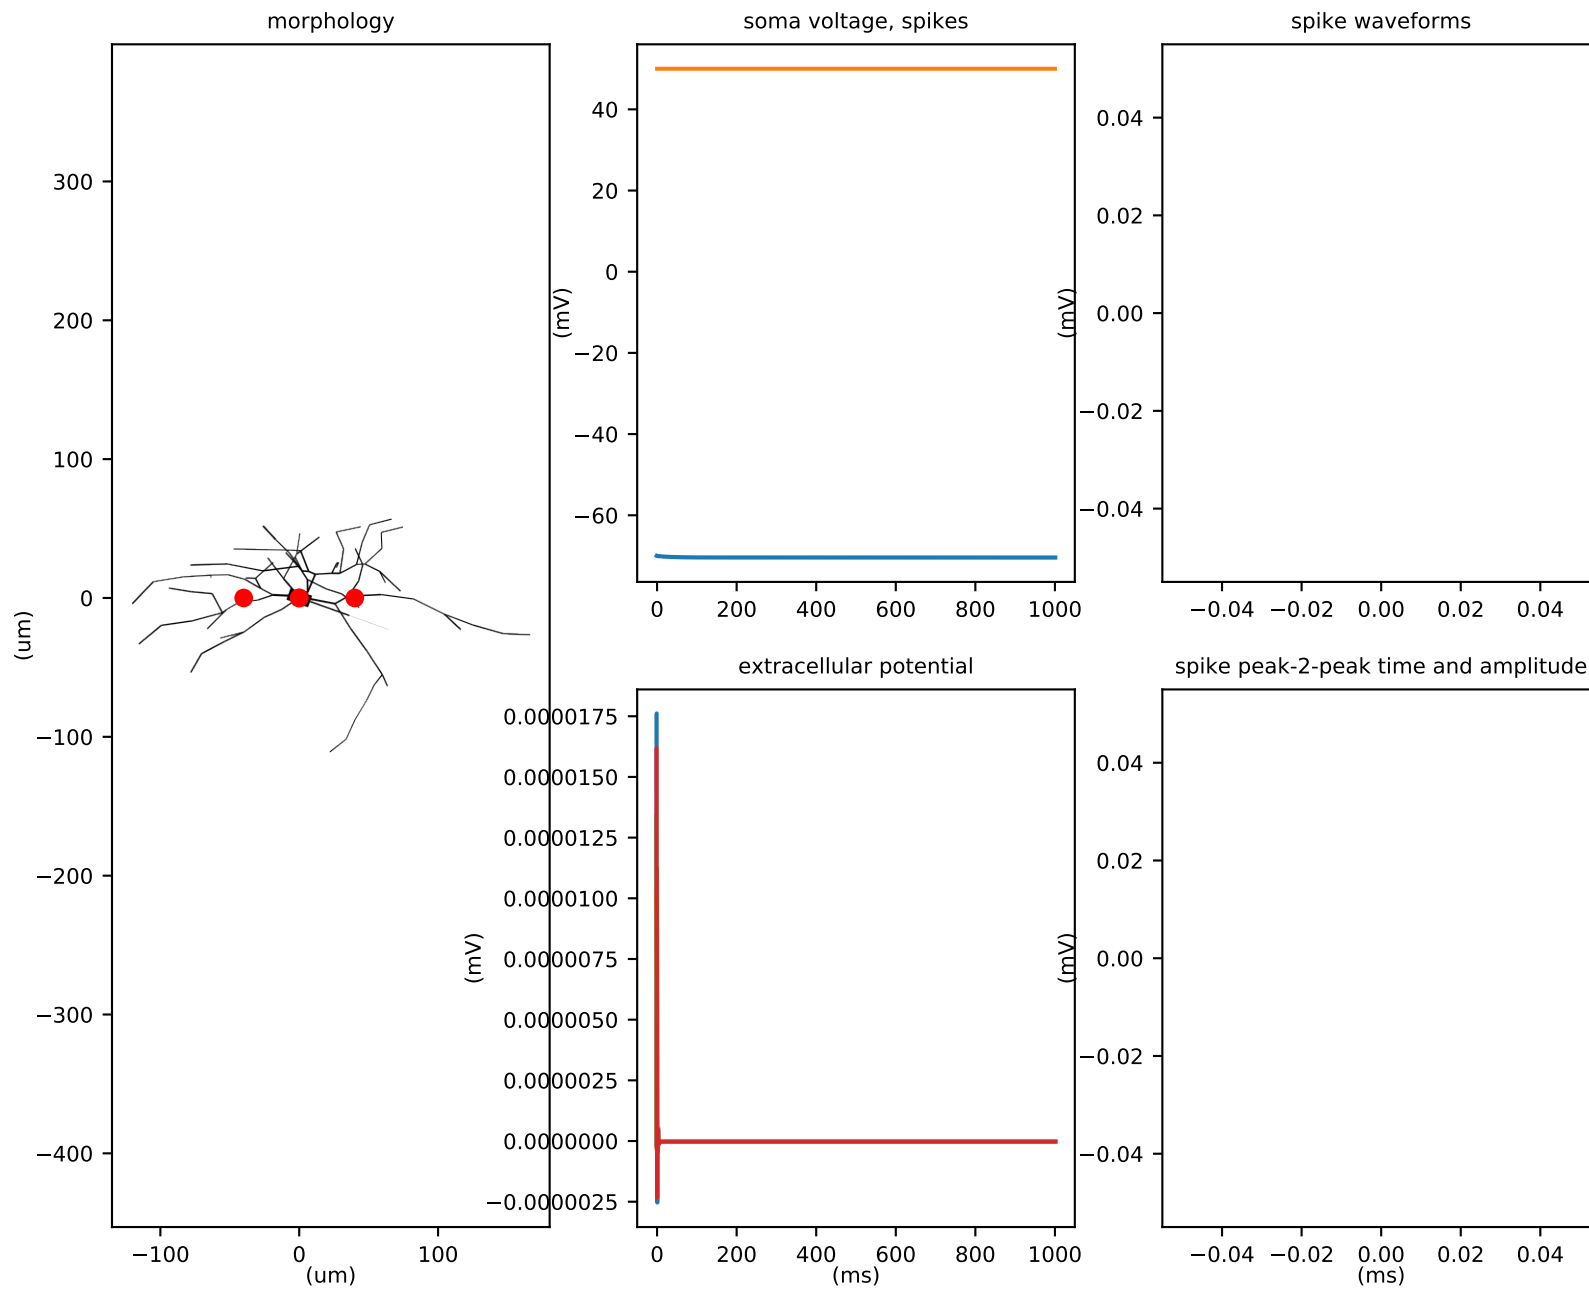 morphology
300
200
100
0
−100
−200
−300
−400
(um)
−100 0 100
(um)
soma voltage, spikes
40
20
0
−20
−40
−60
(mV)
0 200 400 600 800 1000
spike waveforms
0.04
0.02
0.00
−0.02
−0.04
(mV)
−0.04 −0.02 0.00 0.02 0.04
extracellular potential
0.0000175
0.0000150
0.0000125
0.0000100
0.0000075
0.0000050
0.0000025
0.0000000
−0.0000025
(mV)
0 200 400 600 800 1000
(ms)
spike peak-2-peak time and amplitude
0.04
0.02
0.00
−0.02
−0.04
(mV)
−0.04 −0.02 0.00 0.02 0.04
(ms)